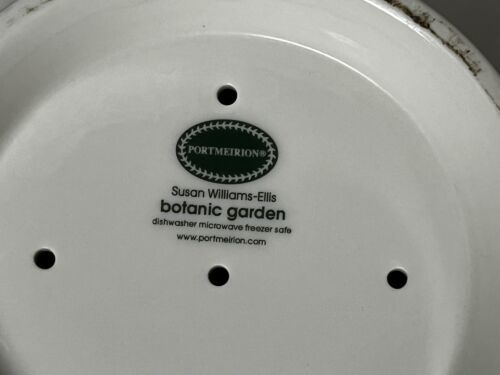 PORTMEIRION®
Susan Williams-Ellis
botanic garden
dishwasher microwave freezer safe
www.portmeirion.com